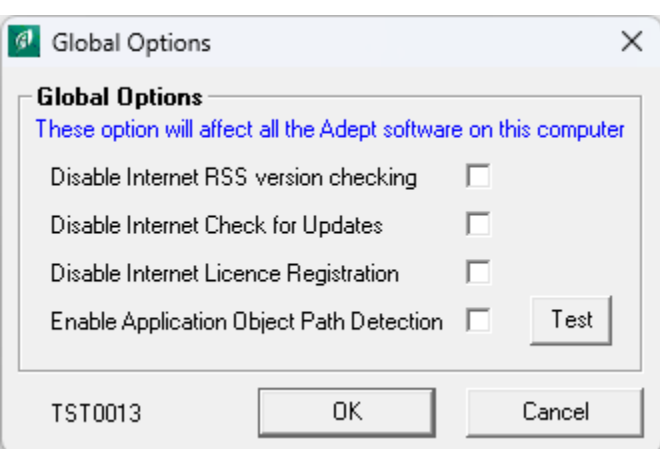 Global Options
Global Options
These option will affect all the Adept software on this computer
Disable Internet RSS version checking
Disable Internet Check for Updates
Disable Internet Licence Registration
Enable Application Object Path Detection Test
TST0013 OK Cancel